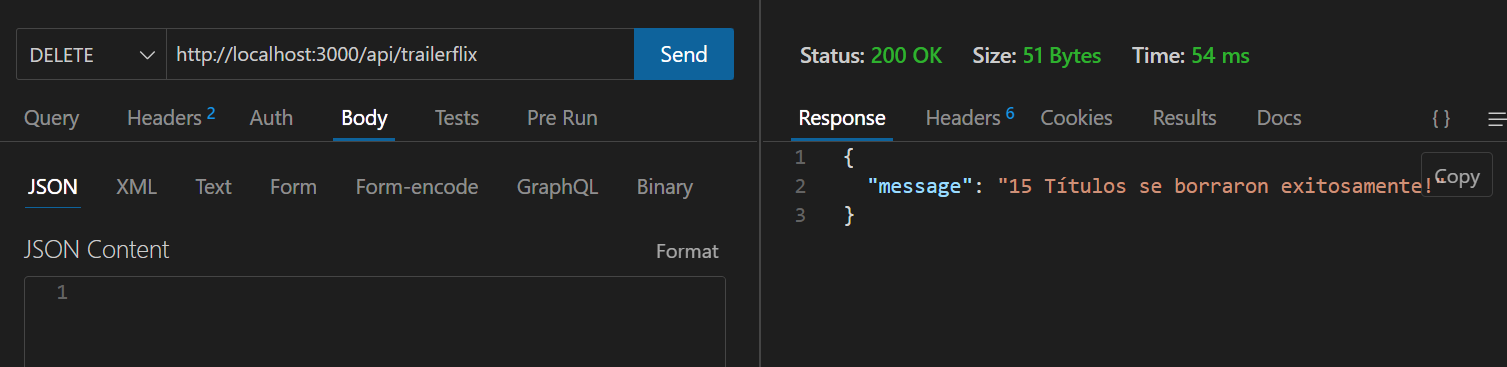 DELETE http://localhost:3000/api/trailerflix Send
Query Headers 2 Auth Body Tests Pre Run
JSON XML Text Form Form-encode GraphQL Binary
JSON Content Format
1
Status: 200 OK Size: 51 Bytes Time: 54 ms
Response Headers 6 Cookies Results Docs { }
1 {
2 "message": "15 Títulos se borraron exitosamente!"
Copy
3 }